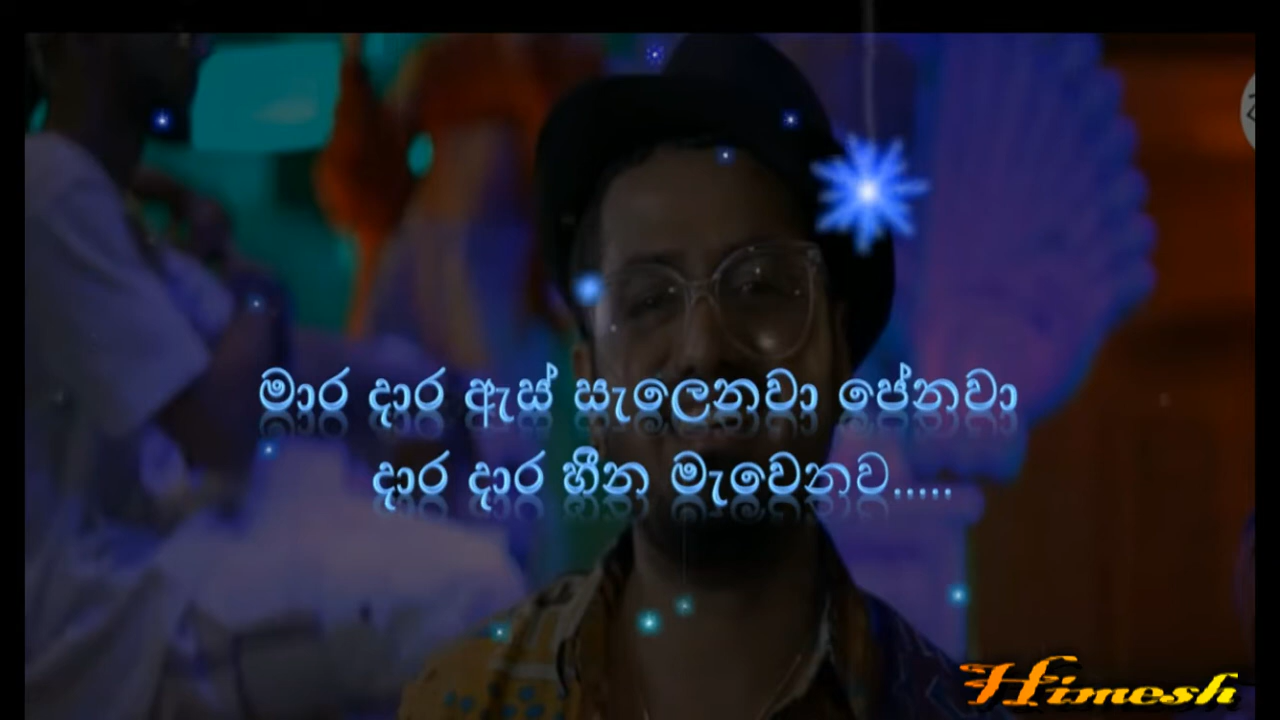 මාර දාර ඇස් සැලෙනවා පේනවා
දාර දාර හීන මැවෙනව.....
Himesh